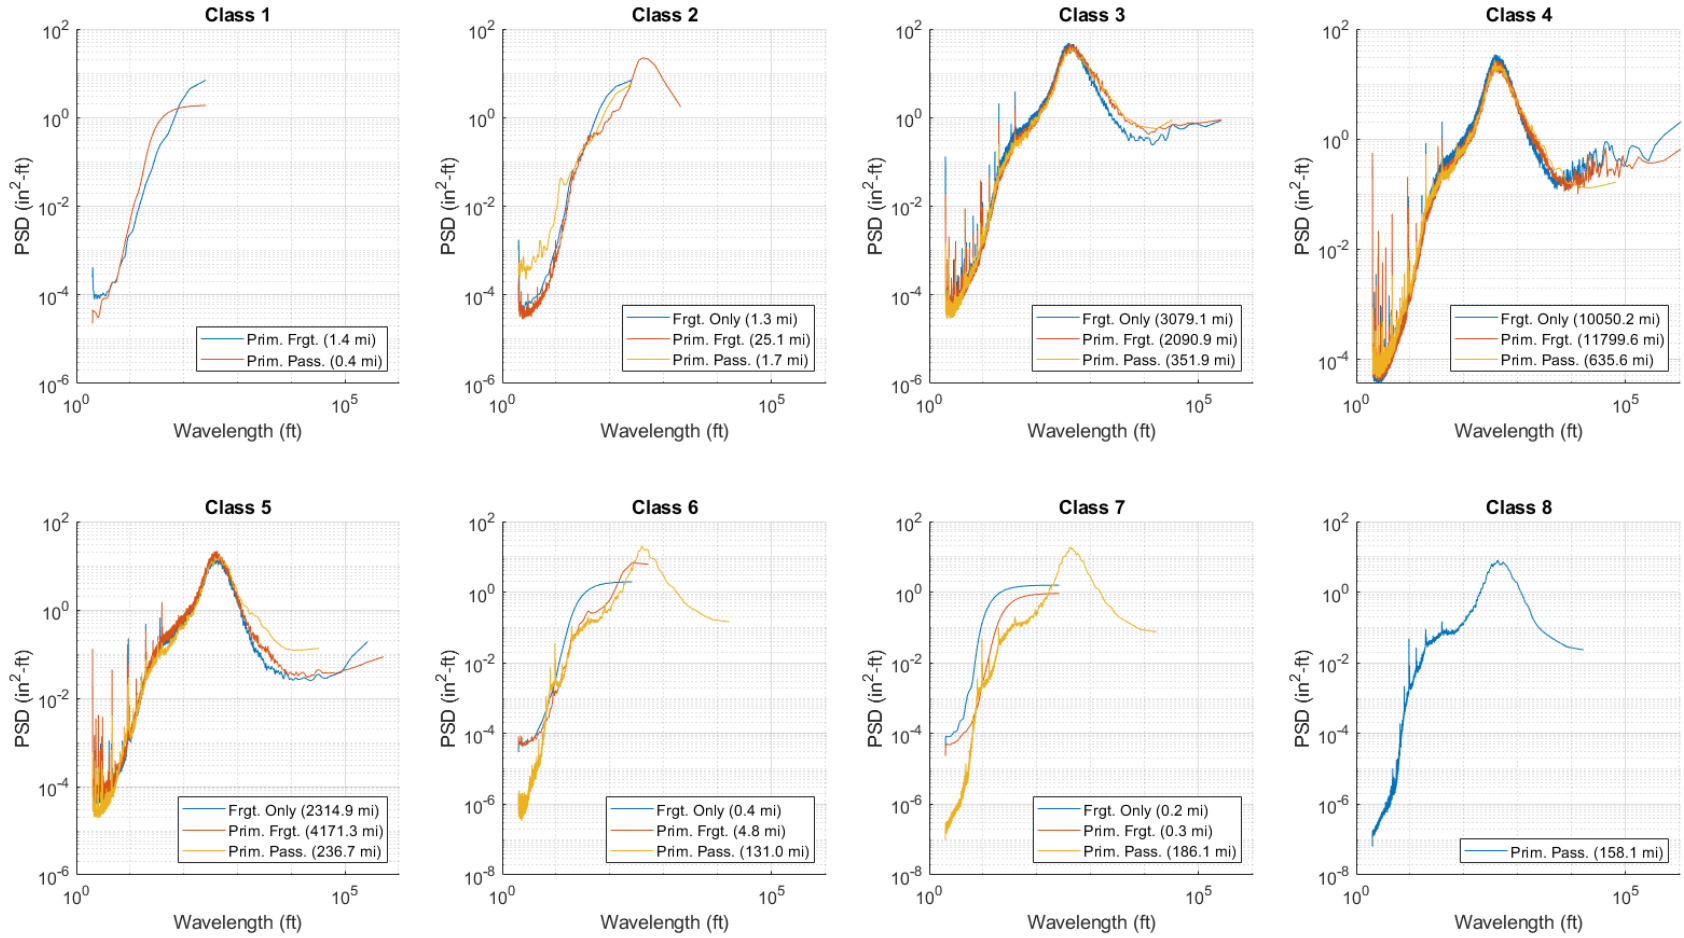 Class 1
10^2
10^0
10^-2
10^-4
10^-6
PSD (in^2-ft)
Prim. Frgt. (1.4 mi)
Prim. Pass. (0.4 mi)
10^0
10^5
Wavelength (ft)
Class 2
10^2
10^0
10^-2
10^-4
10^-6
PSD (in^2-ft)
Frgt. Only (1.3 mi)
Prim. Frgt. (25.1 mi)
Prim. Pass. (1.7 mi)
10^0
10^5
Wavelength (ft)
Class 3
10^2
10^0
10^-2
10^-4
10^-6
PSD (in^2-ft)
Frgt. Only (3079.1 mi)
Prim. Frgt. (2090.9 mi)
Prim. Pass. (351.9 mi)
10^0
10^5
Wavelength (ft)
Class 4
10^2
10^0
10^-2
10^-4
PSD (in^2-ft)
Frgt. Only (10050.2 mi)
Prim. Frgt. (11799.6 mi)
Prim. Pass. (635.6 mi)
10^0
10^5
Wavelength (ft)
Class 5
10^2
10^0
10^-2
10^-4
10^-6
PSD (in^2-ft)
Frgt. Only (2314.9 mi)
Prim. Frgt. (4171.3 mi)
Prim. Pass. (236.7 mi)
10^0
10^5
Wavelength (ft)
Class 6
10^2
10^0
10^-2
10^-4
10^-6
10^-8
PSD (in^2-ft)
Frgt. Only (0.4 mi)
Prim. Frgt. (4.8 mi)
Prim. Pass. (131.0 mi)
10^0
10^5
Wavelength (ft)
Class 7
10^2
10^0
10^-2
10^-4
10^-6
10^-8
PSD (in^2-ft)
Frgt. Only (0.2 mi)
Prim. Frgt. (0.3 mi)
Prim. Pass. (186.1 mi)
10^0
10^5
Wavelength (ft)
Class 8
10^2
10^0
10^-2
10^-4
10^-6
10^-8
PSD (in^2-ft)
Prim. Pass. (158.1 mi)
10^0
10^5
Wavelength (ft)